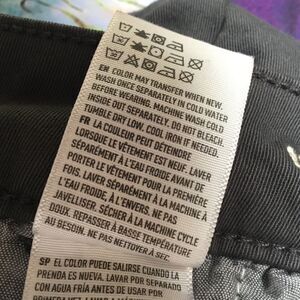 EN COLOR MAY TRANSFER WHEN NEW.
WASH ONCE SEPARATELY IN COLD WATER
BEFORE WEARING. MACHINE WASH COLD
INSIDE OUT SEPARATELY. DO NOT BLEACH.
TUMBLE DRY LOW. COOL IRON IF NEEDED.
FR LA COULEUR PEUT DÉTEINDRE
LORSQUE LE VÊTEMENT EST NEUF. LAVER
SÉPARÉMENT À L'EAU FROIDE AVANT DE
PORTER LE VÊTEMENT POUR LA PREMIÈRE
FOIS. LAVER SÉPARÉMENT À LA MACHINE À
L'EAU FROIDE, À L'ENVERS. NE PAS
JAVELLISER. SÉCHER À LA MACHINE CYCLE
DOUX. REPASSER À BASSE TEMPÉRATURE
AU BESOIN. NE PAS NETTOYER À SEC.
SP EL COLOR PUEDE SALIRSE CUANDO LA
PRENDA ES NUEVA. LAVAR POR SEPARADO
CON AGUA FRÍA ANTES DE USAR POR